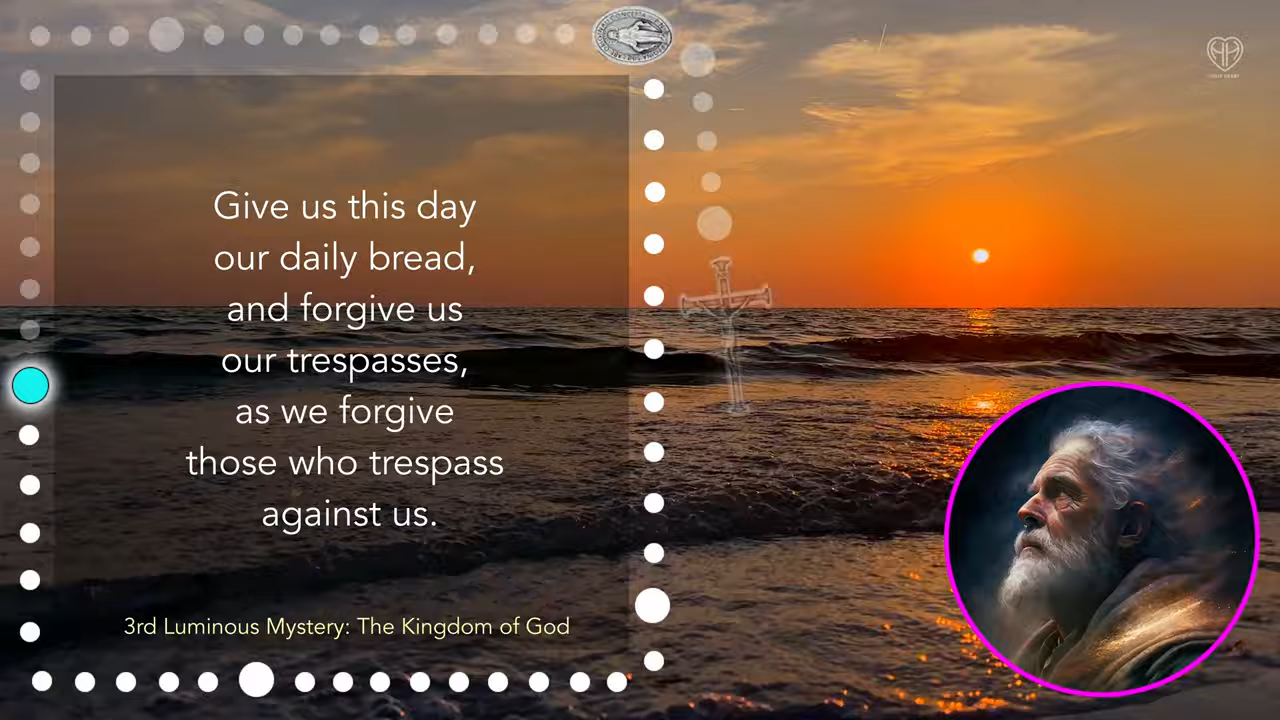 Give us this day
our daily bread,
and forgive us
our trespasses,
as we forgive
those who trespass
against us.
3rd Luminous Mystery: The Kingdom of God